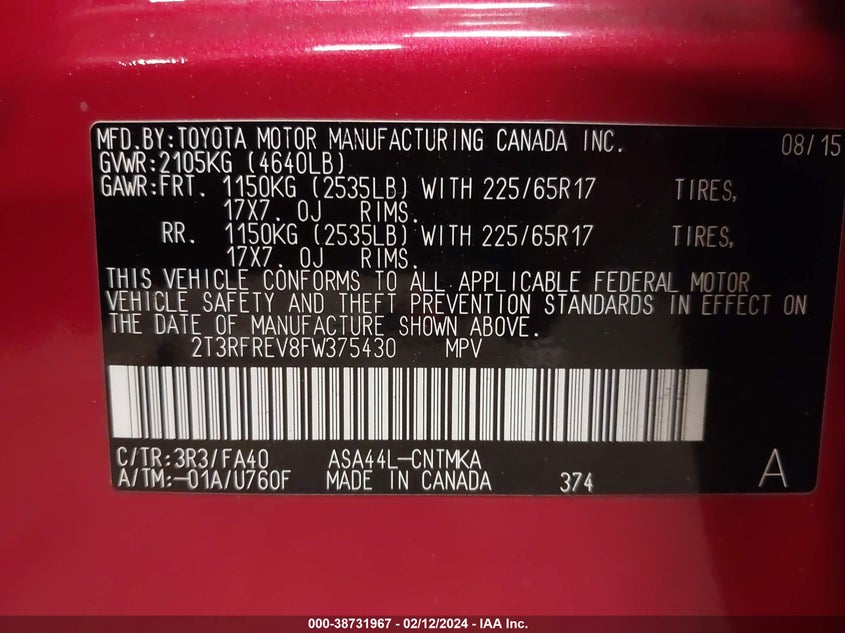 MFD.BY:TOYOTA MOTOR MANUFACTURING CANADA INC. 08/15
GVWR:2105KG (4640LB)
GAWR:FRT. 1150KG (2535LB) WITH 225/65R17 TIRES,
17X7. 0J RIMS.
RR. 1150KG (2535LB) WITH 225/65R17 TIRES,
17X7. 0J RIMS.
THIS VEHICLE CONFORMS TO ALL APPLICABLE FEDERAL MOTOR
VEHICLE SAFETY AND THEFT PREVENTION STANDARDS IN EFFECT ON
THE DATE OF MANUFACTURE SHOWN ABOVE.
2T3RFREV8FW375430 MPV
C/TR:3R3/FA40 ASA44L-CNTMKA
A/TM:-01A/U760F MADE IN CANADA 374 A
000-38731967 - 02/12/2024 - IAA Inc.